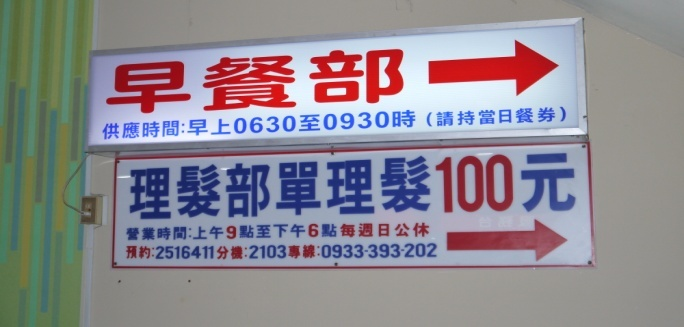 早餐部
供應時間:早上0630至0930時(請持當日餐券)
理髮部單理髮100元
營業時間:上午9點至下午6點每週日公休
預約:2516411分機:2103專線:0933-393-202